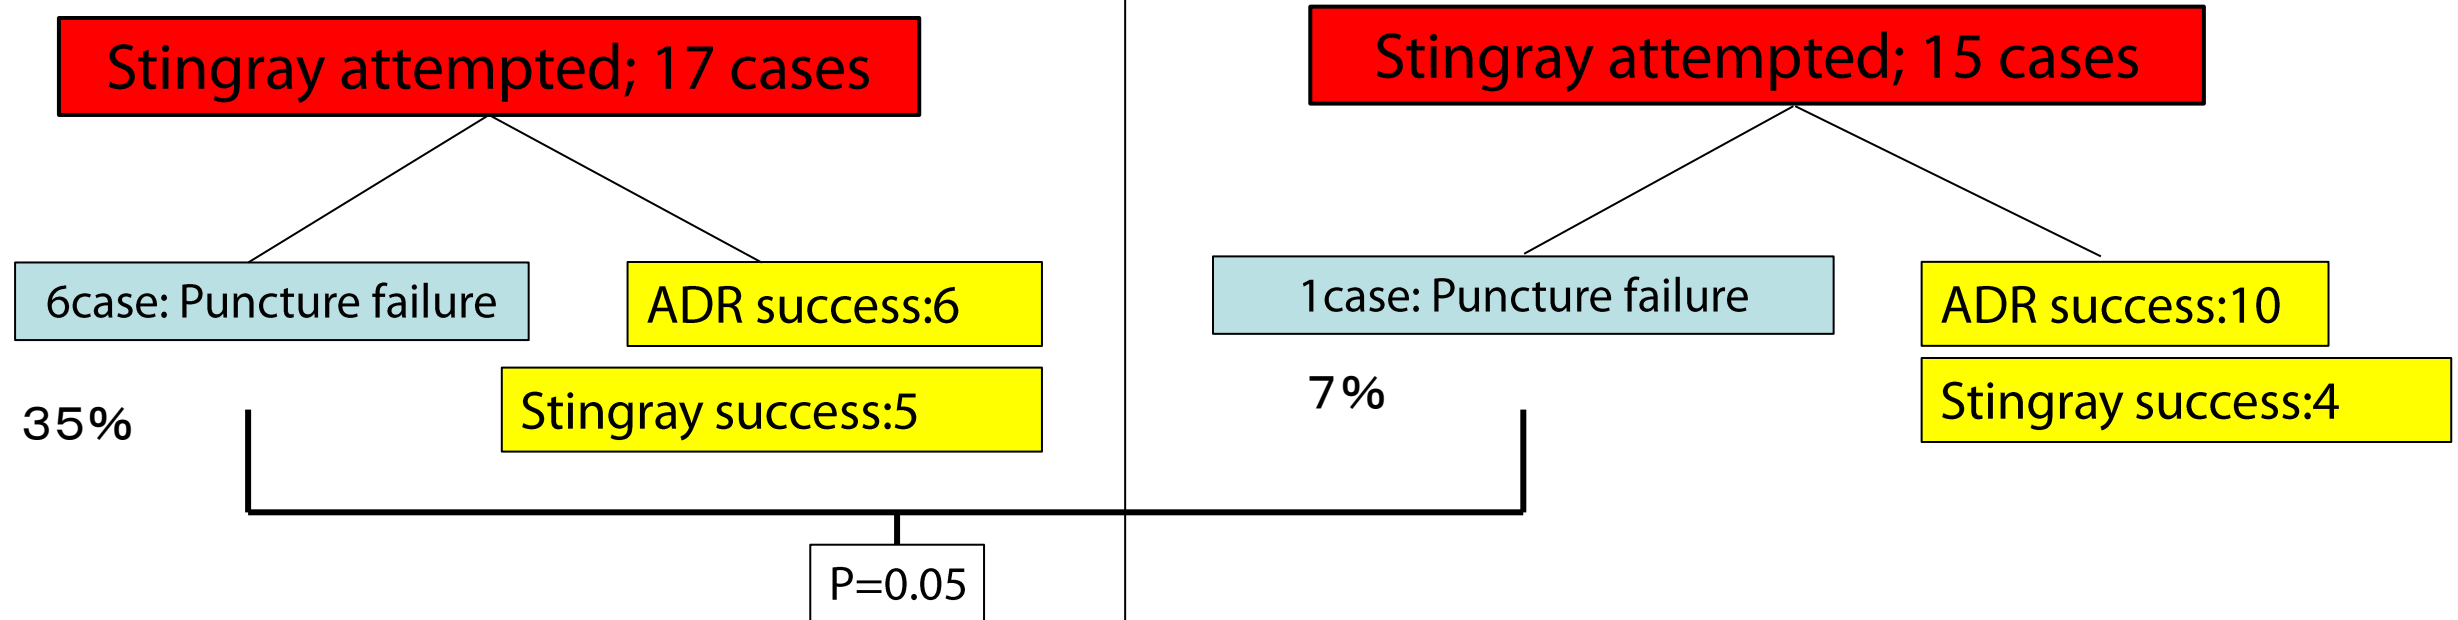 Stingray attempted; 17 cases
6case: Puncture failure
ADR success:6
Stingray success:5
35%
Stingray attempted; 15 cases
1case: Puncture failure
ADR success:10
Stingray success:4
7%
P=0.05